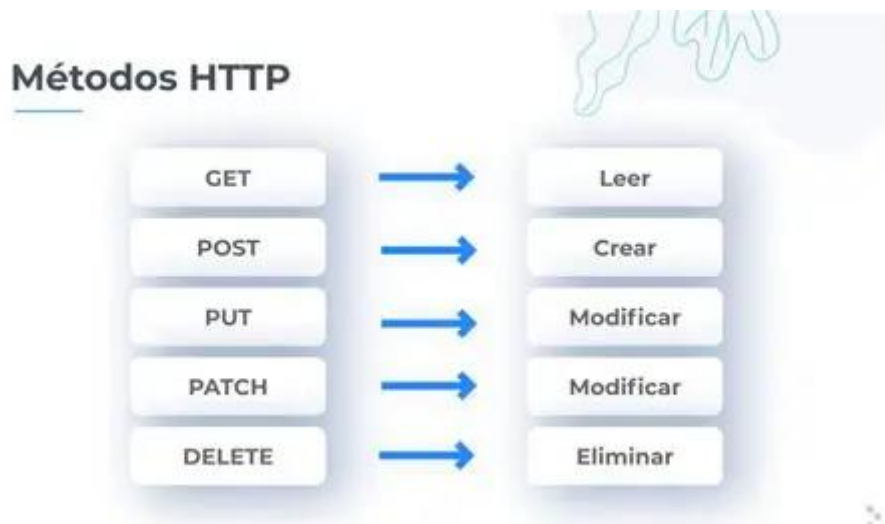 Métodos HTTP
GET
Leer
POST
Crear
PUT
Modificar
PATCH
Modificar
DELETE
Eliminar